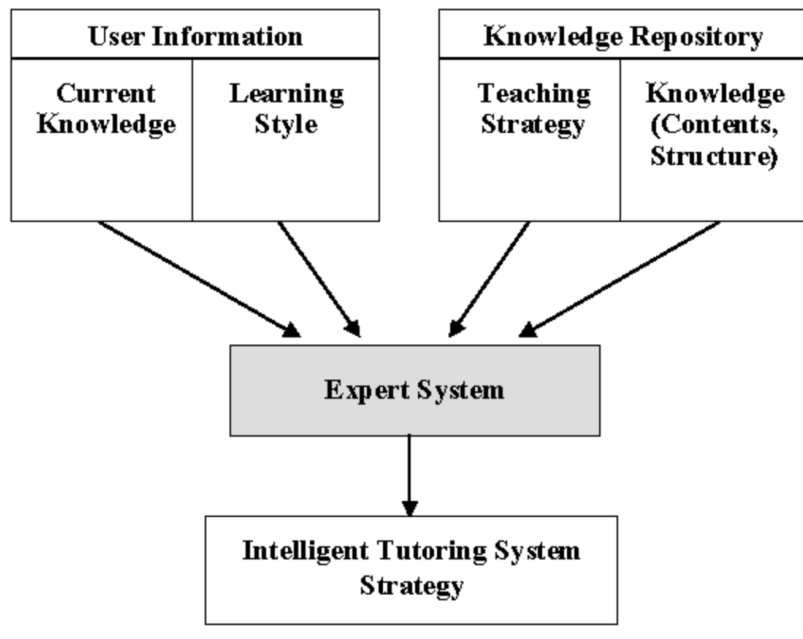 User Information
Current
Knowledge
Learning
Style
Knowledge Repository
Teaching
Strategy
Knowledge
(Contents,
Structure)
Expert System
Intelligent Tutoring System
Strategy